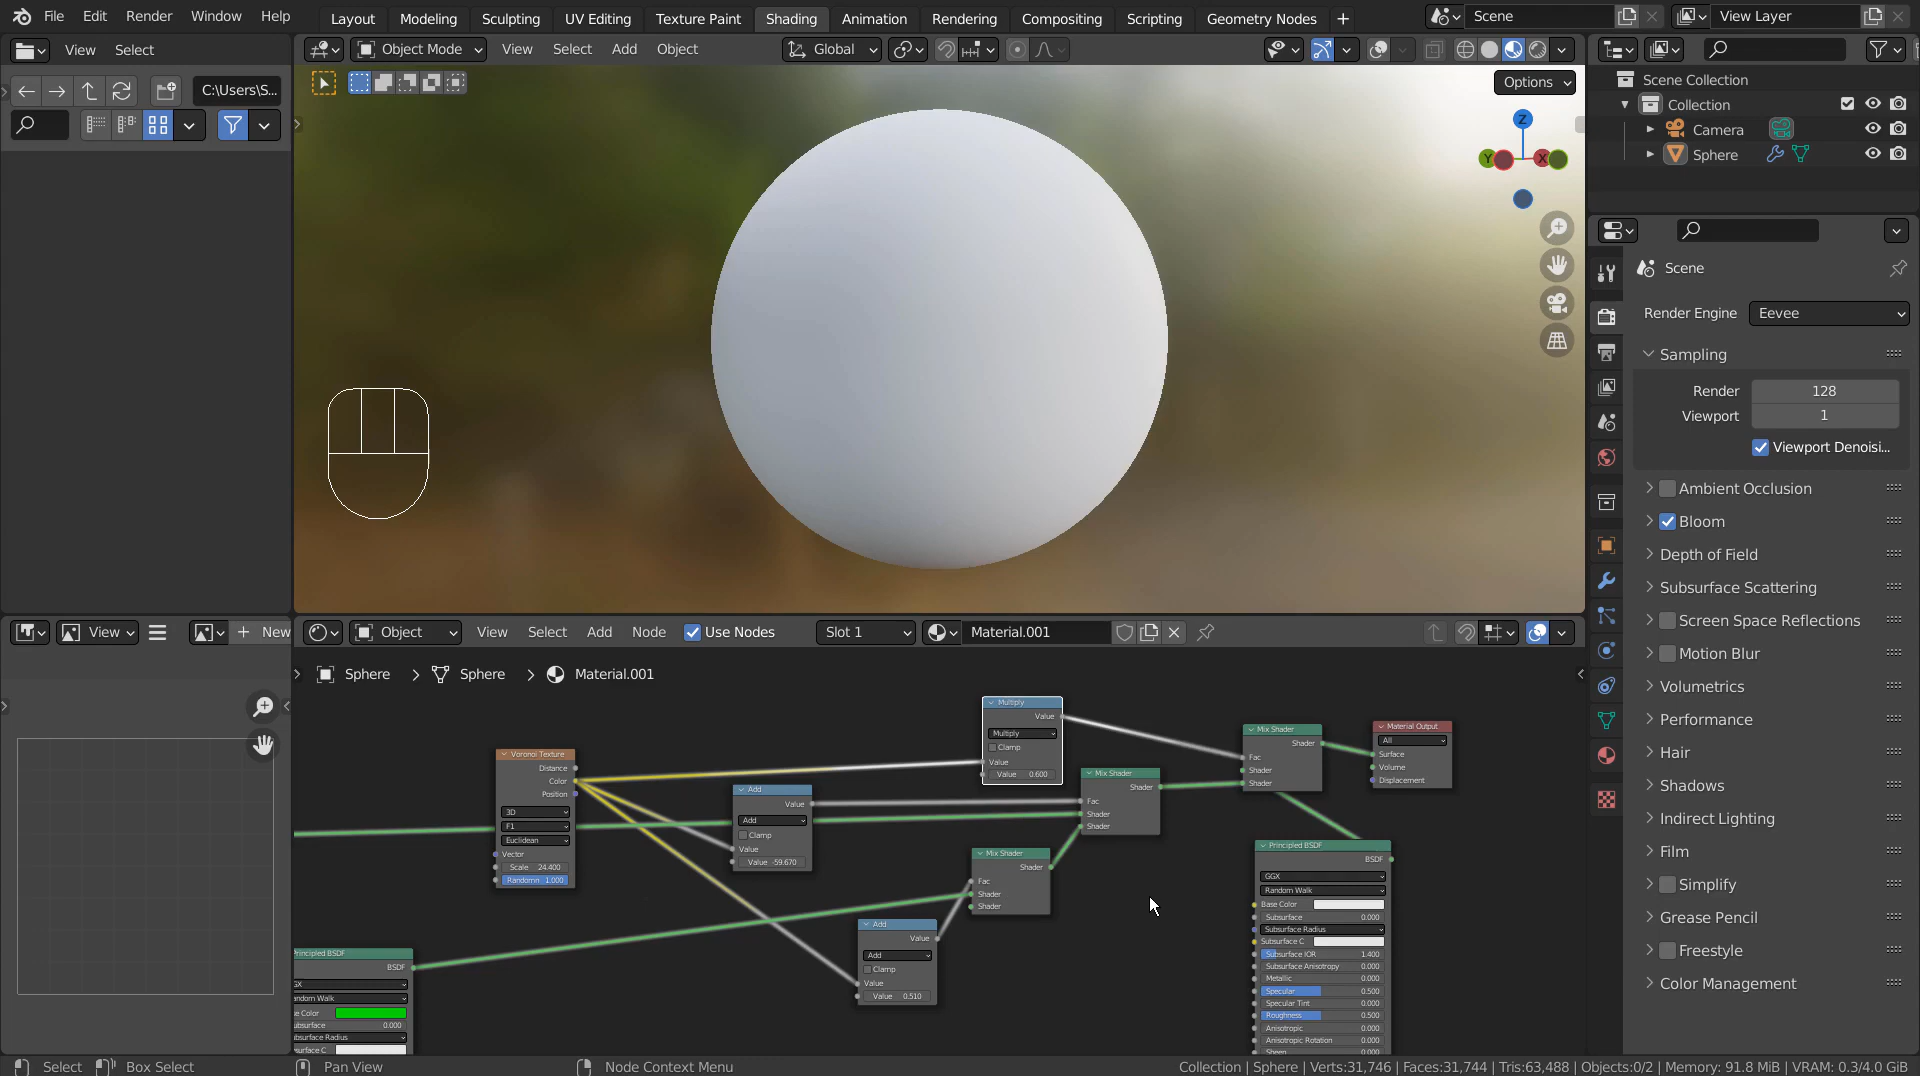 File Edit Render Window Help Layout Modeling Sculpting UV Editing Texture Paint Shading Animation Rendering Compositing Scripting Geometry Nodes + Scene View Layer
View Select
Object Mode View Select Add Object Global
C:\Users\S...
Options
Z
Y
X
Scene Collection
Collection
Camera
Sphere
Scene
Render Engine Eevee
Sampling
Render 128
Viewport 1
Viewport Denoisi...
Ambient Occlusion
Bloom
Depth of Field
Subsurface Scattering
Screen Space Reflections
Motion Blur
Volumetrics
Performance
Hair
Shadows
Indirect Lighting
Film
Simplify
Grease Pencil
Freestyle
Color Management
View + New
Object View Select Add Node Use Nodes Slot 1 Material.001
Sphere > Sphere > Material.001
Voronoi Texture
Distance
Color
Position
3D
F1
Euclidean
Vector
Scale 24.400
Randomn 1.000
Add
Value
Add
Clamp
Value
Value -59.670
Multiply
Value
Multiply
Clamp
Value
Value 0.600
Mix Shader
Shader
Fac
Shader
Shader
Mix Shader
Shader
Fac
Shader
Shader
Add
Value
Add
Clamp
Value
Value 0.510
Mix Shader
Shader
Fac
Shader
Shader
Material Output
All
Surface
Volume
Displacement
Principled BSDF
BSDF
GGX
Random Walk
Base Color
Subsurface 0.000
Subsurface Radius
Subsurface C
Subsurface IOR 1.400
Subsurface Anisotropy 0.000
Metallic 0.000
Specular 0.500
Specular Tint 0.000
Roughness 0.500
Anisotropic 0.000
Anisotropic Rotation 0.000
Sheen 0.000
rincipled BSDF
BSDF
GX
andom Walk
se Color
ubsurface 0.000
ubsurface Radius
ubsurface C
Select Box Select Pan View Node Context Menu Collection | Sphere | Verts:31,746 | Faces:31,744 | Tris:63,488 | Objects:0/2 | Memory: 91.8 MiB | VRAM: 0.3/4.0 GiB